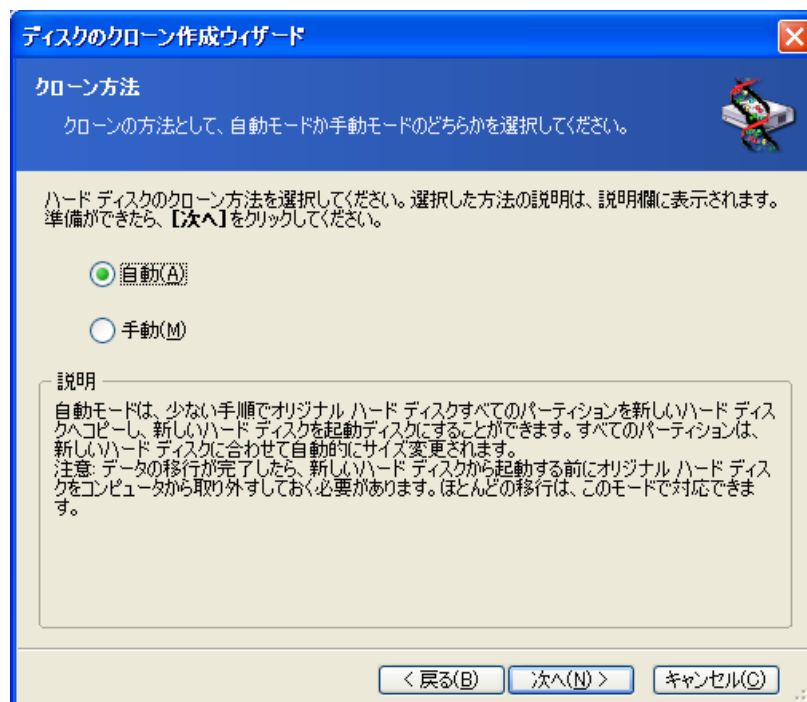 ディスクのクローン作成ウィザード
クローン方法
クローンの方法として、自動モードか手動モードのどちらかを選択してください。
ハード ディスクのクローン方法を選択してください。選択した方法の説明は、説明欄に表示されます。
準備ができたら、[次へ]をクリックしてください。
自動(A)
手動(M)
説明
自動モードは、少ない手順でオリジナル ハード ディスクすべてのパーティションを新しいハード ディス
クへコピーし、新しいハード ディスクを起動ディスクにすることができます。すべてのパーティションは、
新しいハード ディスクに合わせて自動的にサイズ変更されます。
注意: データの移行が完了したら、新しいハード ディスクから起動する前にオリジナル ハード ディス
クをコンピュータから取り外すしておく必要があります。ほとんどの移行は、このモードで対応できま
す。
< 戻る(B)
次へ(N) >
キャンセル(C)